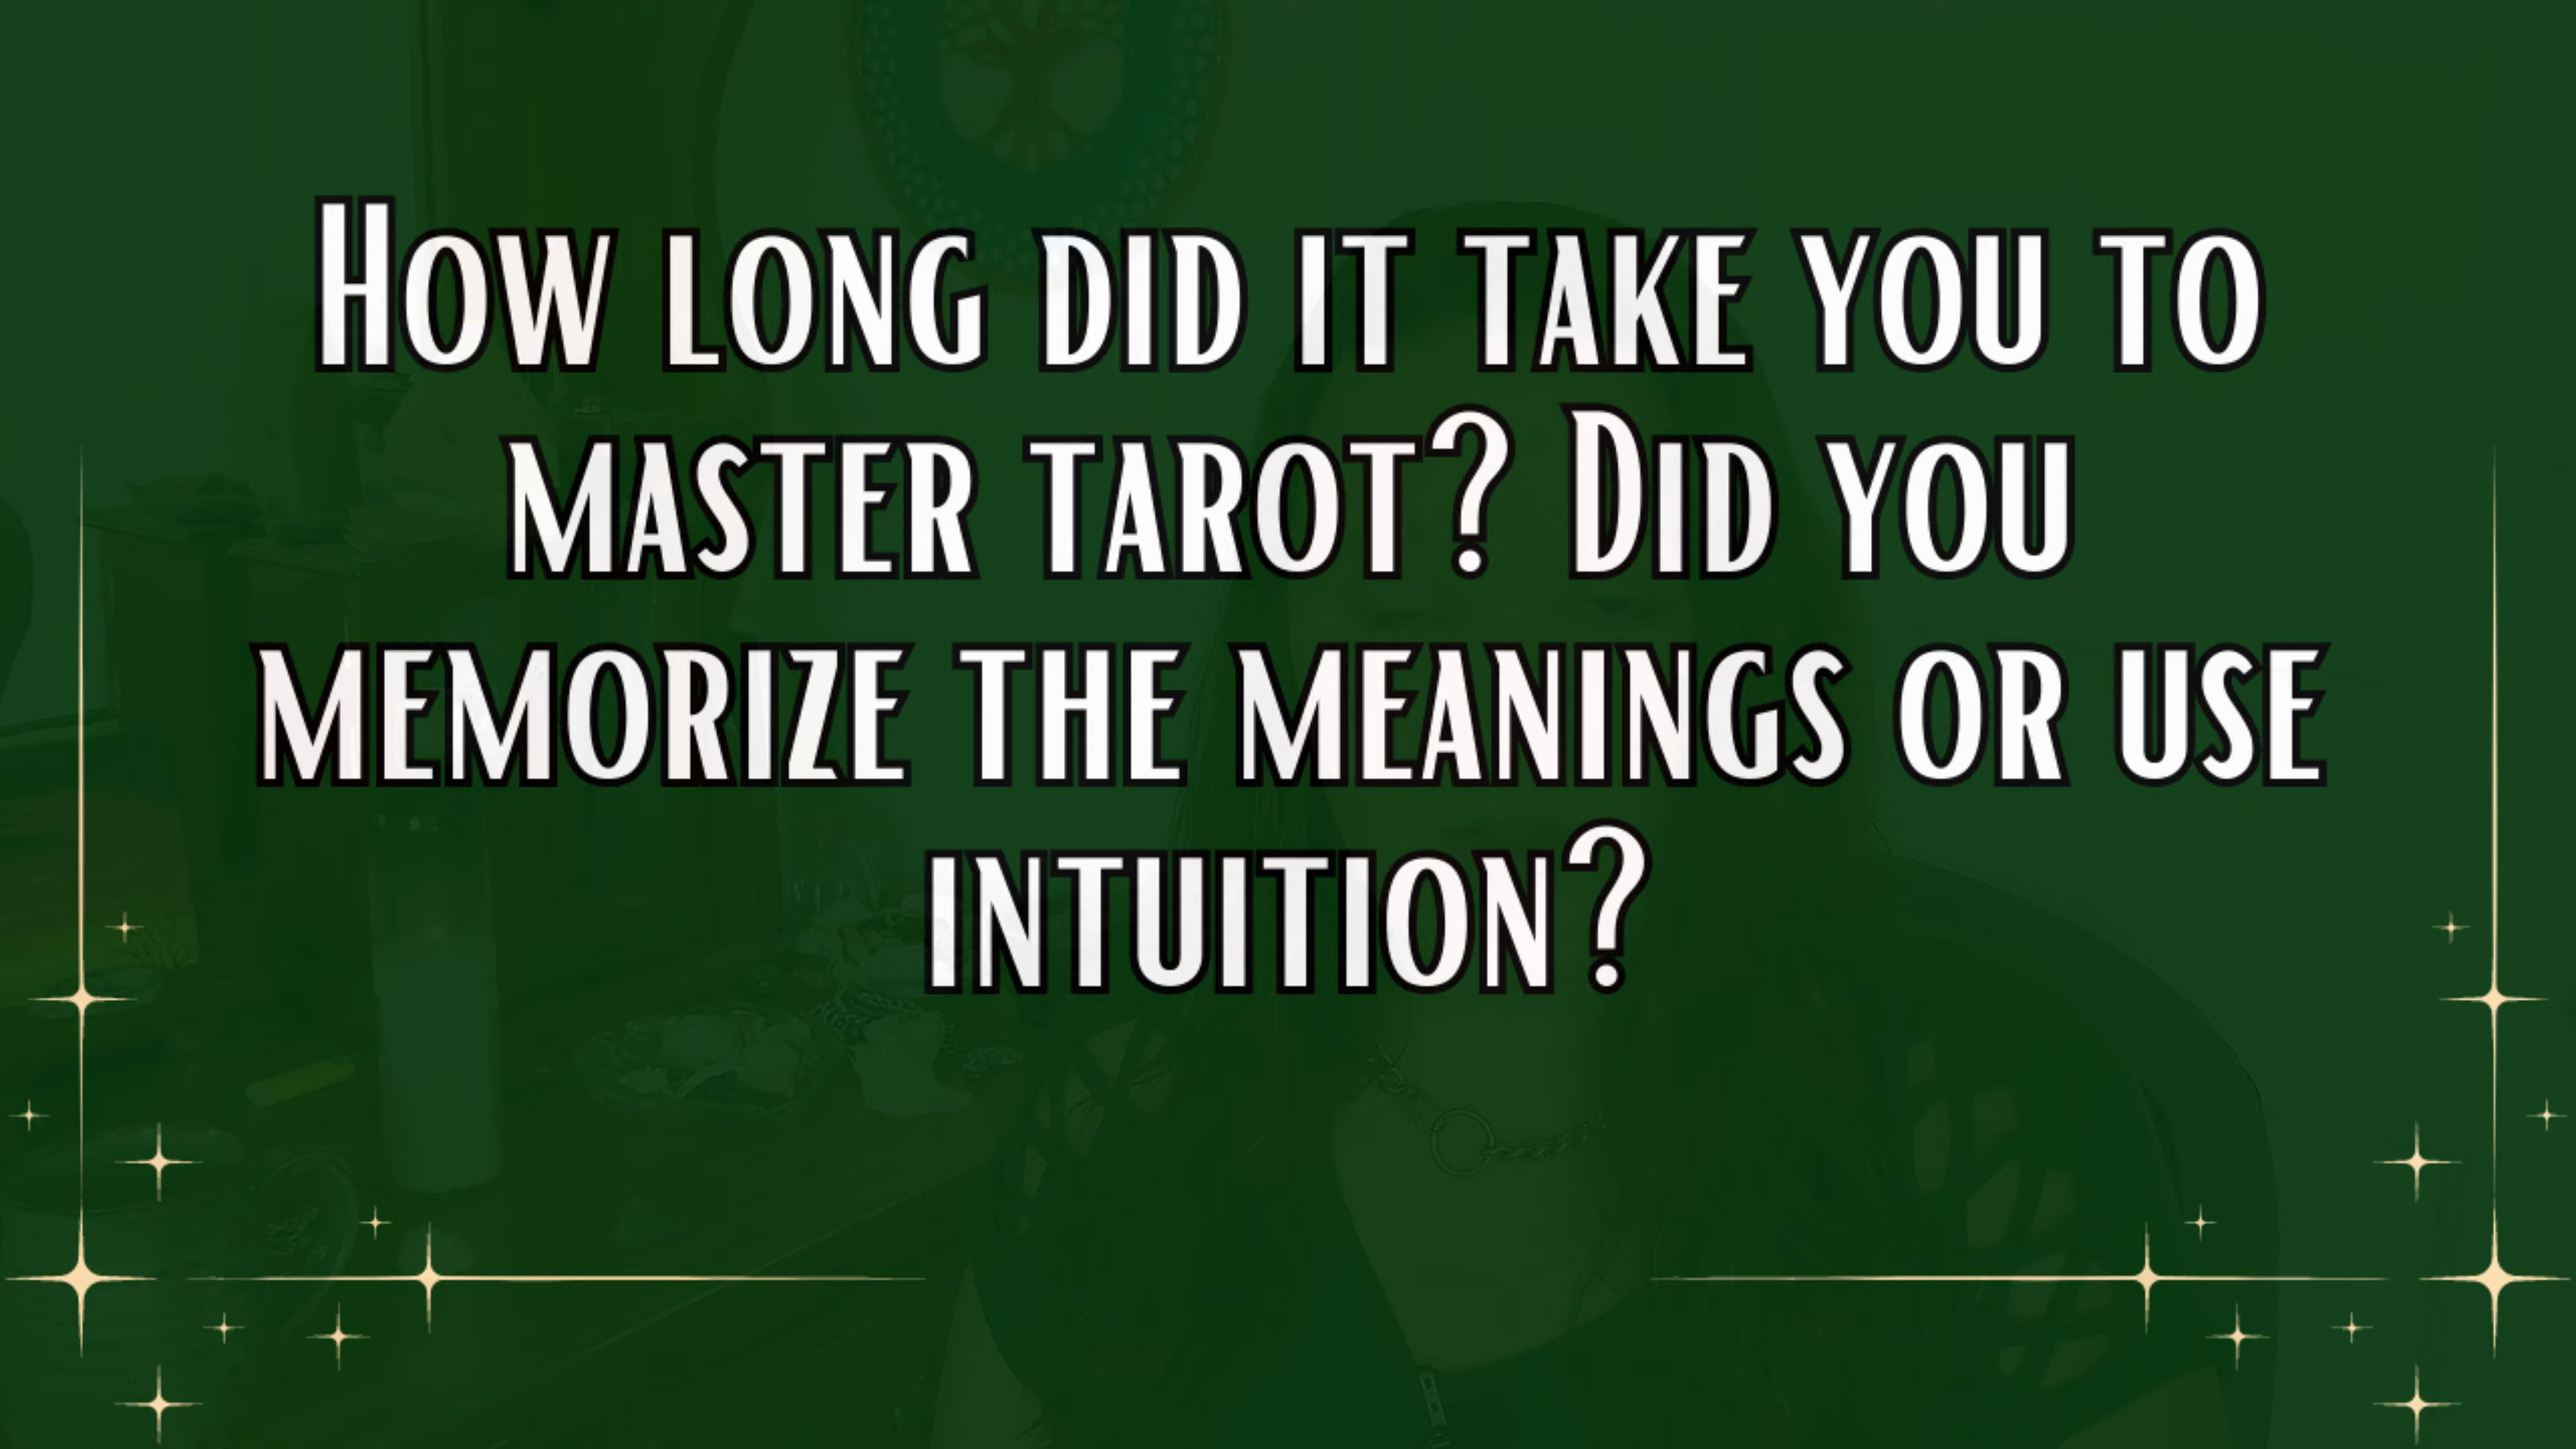 How long did it take you to
master tarot? Did you
memorize the meanings or use
intuition?